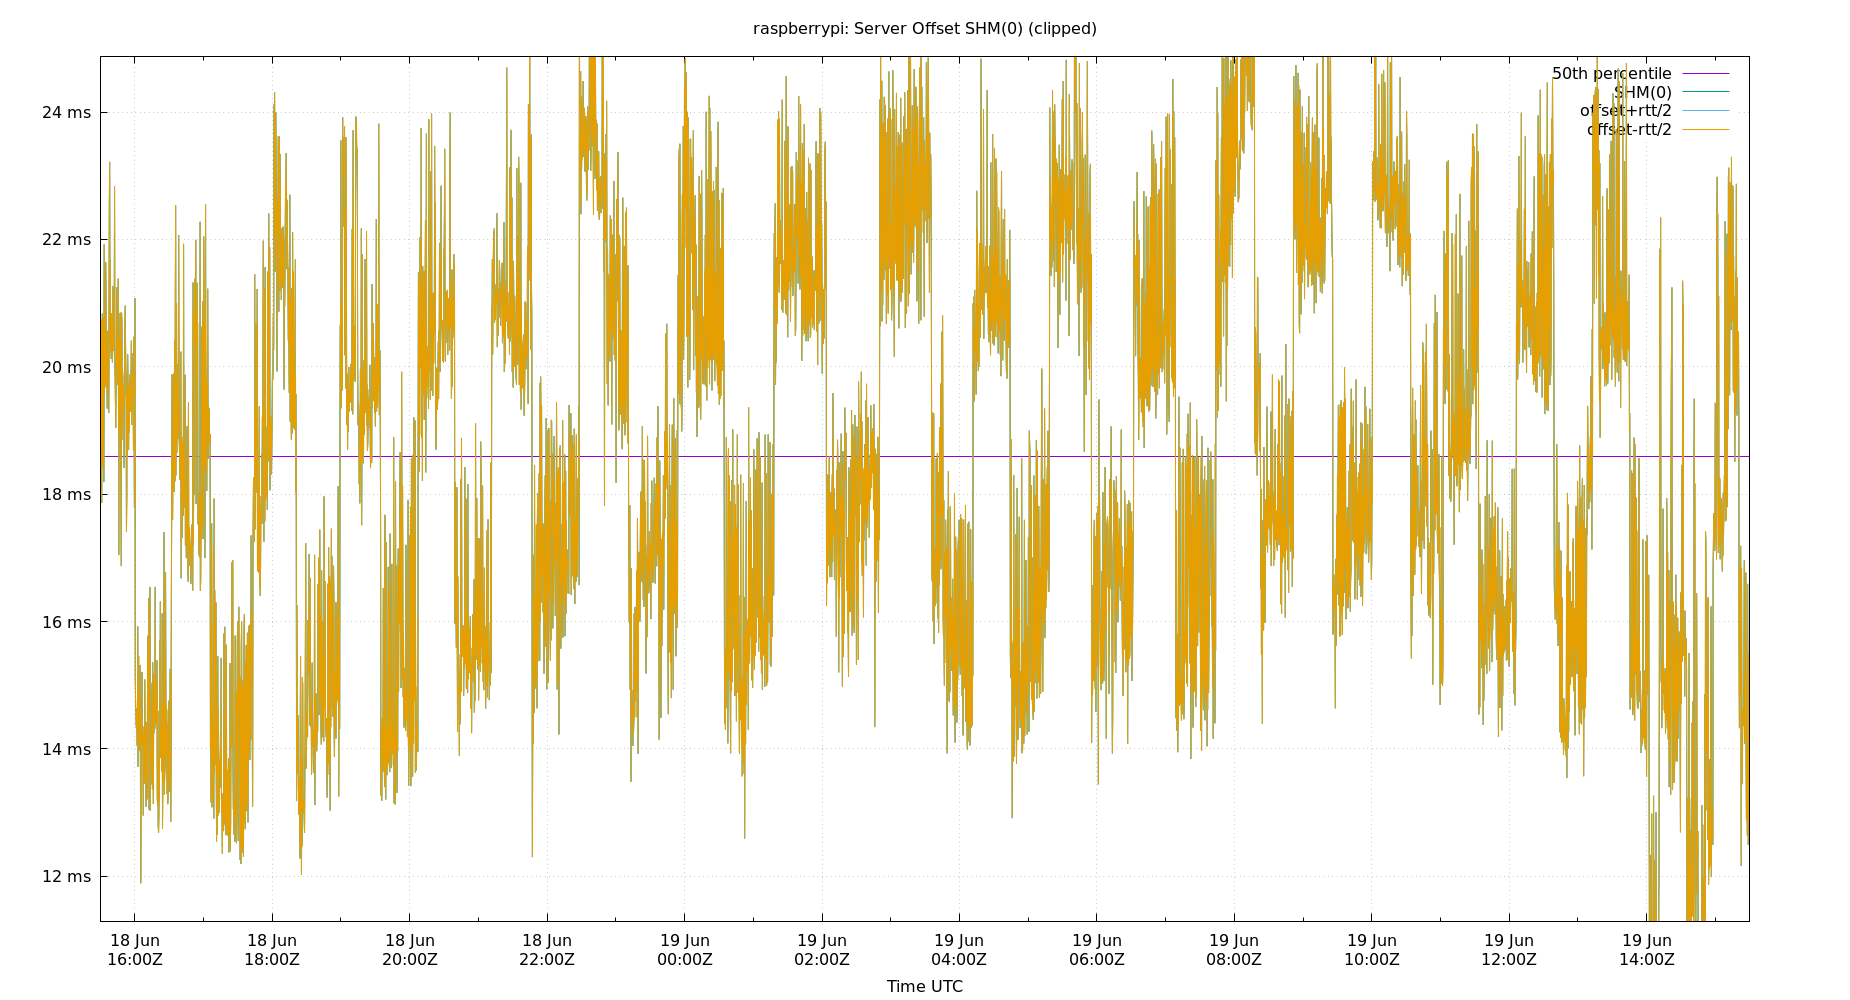 raspberrypi: Server Offset SHM(0) (clipped)
50th percentile
SHM(0)
offset+rtt/2
offset-rtt/2
24 ms
22 ms
20 ms
18 ms
16 ms
14 ms
12 ms
18 Jun 18 Jun 18 Jun 18 Jun 19 Jun 19 Jun 19 Jun 19 Jun 19 Jun 19 Jun 19 Jun 19 Jun
16:00Z 18:00Z 20:00Z 22:00Z 00:00Z 02:00Z 04:00Z 06:00Z 08:00Z 10:00Z 12:00Z 14:00Z
Time UTC